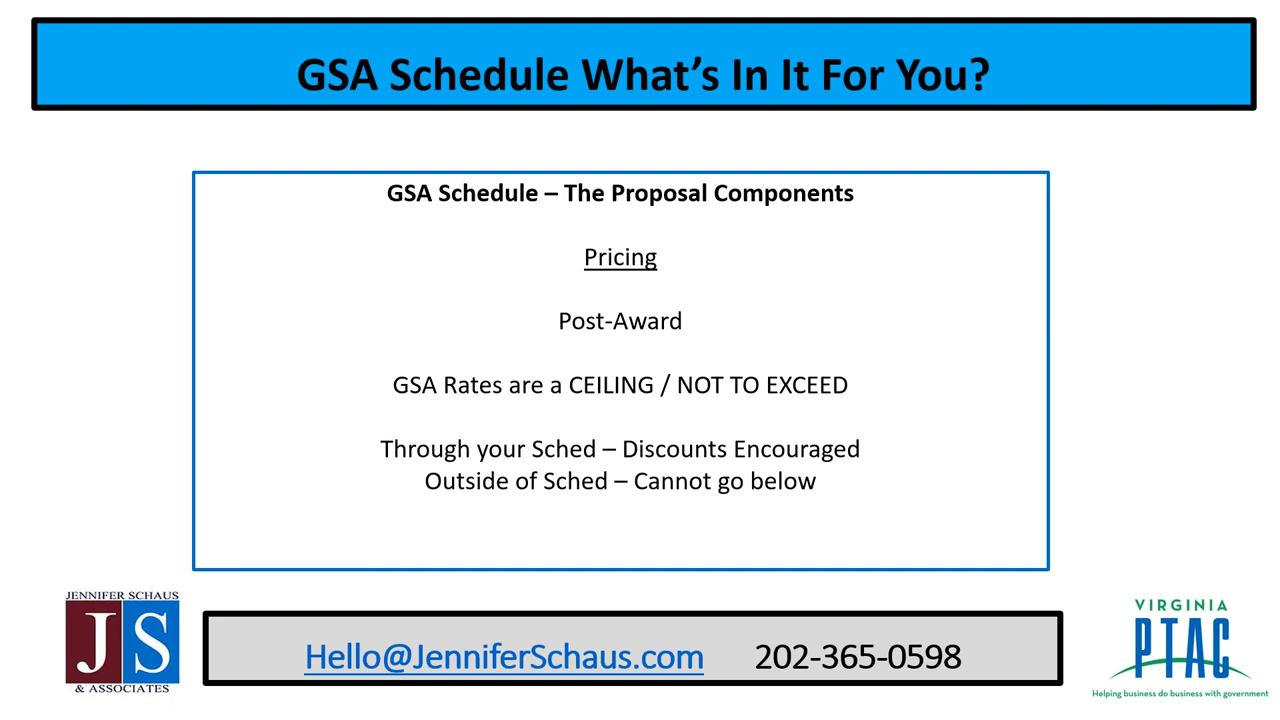 GSA Schedule What's In It For You?
GSA Schedule – The Proposal Components
Pricing
Post-Award
GSA Rates are a CEILING / NOT TO EXCEED
Through your Sched – Discounts Encouraged
Outside of Sched – Cannot go below
JENNIFER SCHAUS
JS
& ASSOCIATES
Hello@JenniferSchaus.com 202-365-0598
VIRGINIA
PTAC
Helping business do business with government